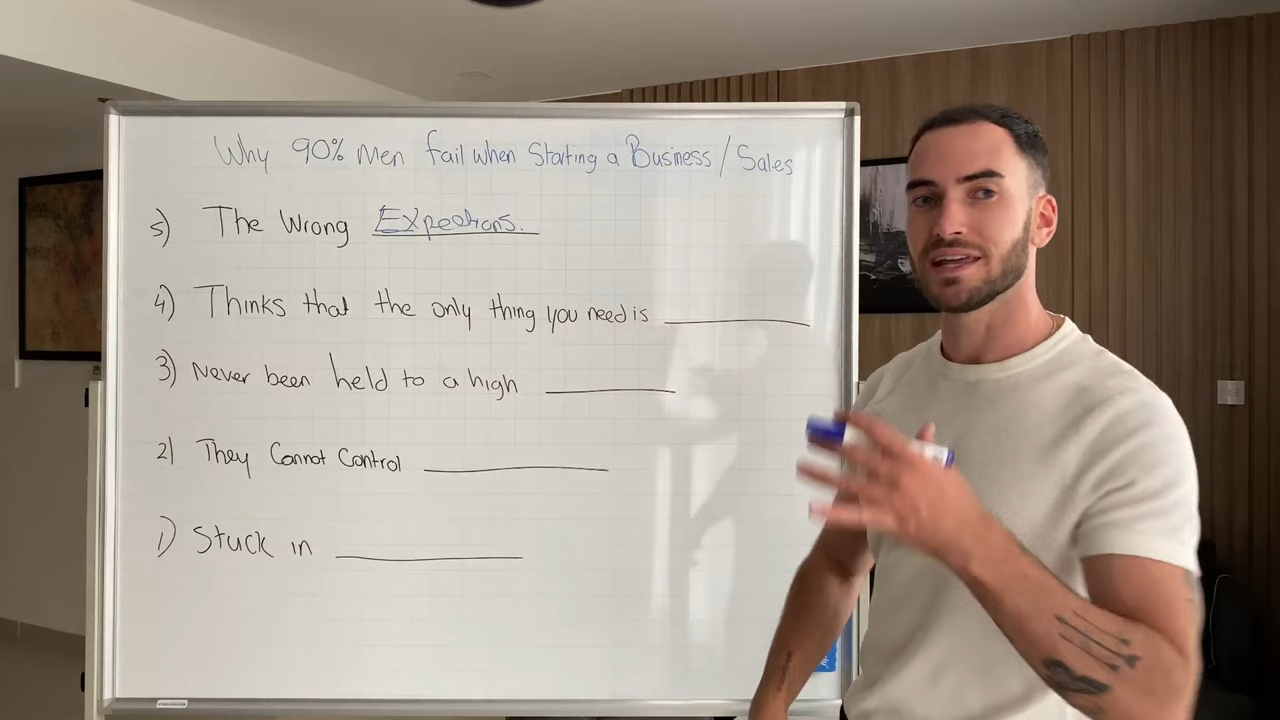 Why 90% Men fail when Starting a Business / Sales
5) The Wrong Expections.
4) Thinks that the only thing you need is
3) Never been held to a high
2) They Cannot Control
1) Stuck in